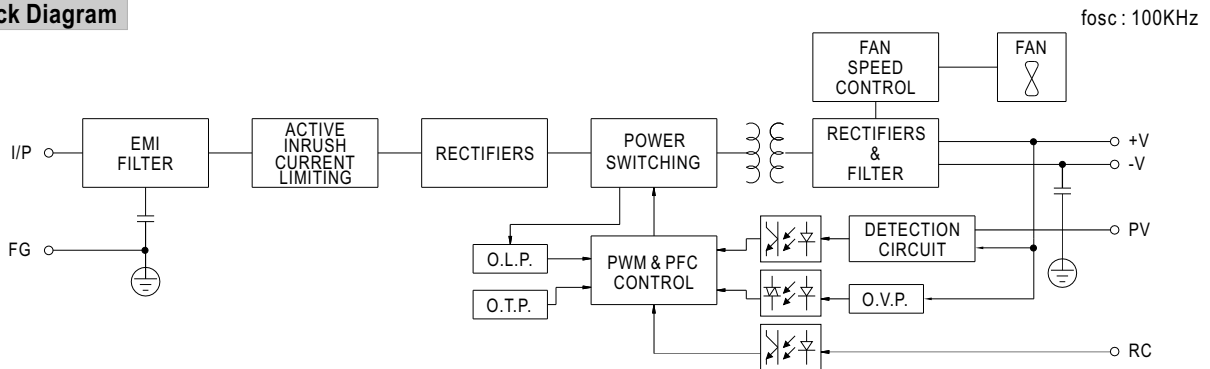 Diagram
fosc : 100KHz
FAN
SPEED
CONTROL
FAN
I/P
EMI
FILTER
ACTIVE
INRUSH
CURRENT
LIMITING
RECTIFIERS
POWER
SWITCHING
RECTIFIERS
&
FILTER
+V
-V
FG
O.L.P.
O.T.P.
PWM & PFC
CONTROL
DETECTION
CIRCUIT
PV
O.V.P.
RC